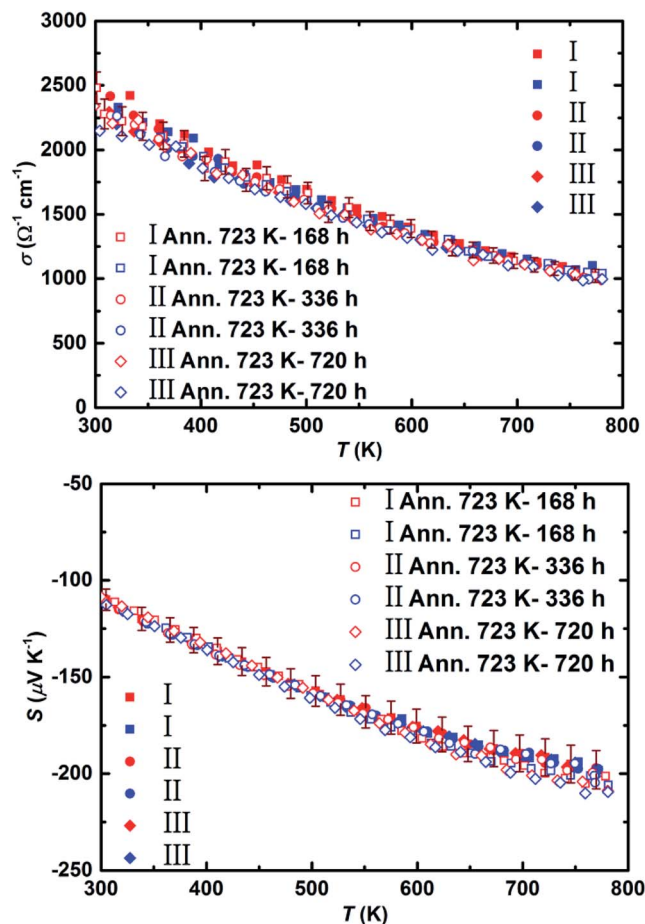 3000
2500
2000
1500
1000
500
0
σ (Ω⁻¹ cm⁻¹)
I
I
II
II
III
III
I Ann. 723 K- 168 h
I Ann. 723 K- 168 h
II Ann. 723 K- 336 h
II Ann. 723 K- 336 h
III Ann. 723 K- 720 h
III Ann. 723 K- 720 h
300 400 500 600 700 800
T (K)
-50
-100
-150
-200
-250
S (μV K⁻¹)
I Ann. 723 K- 168 h
I Ann. 723 K- 168 h
II Ann. 723 K- 336 h
II Ann. 723 K- 336 h
III Ann. 723 K- 720 h
III Ann. 723 K- 720 h
I
I
II
II
III
III
300 400 500 600 700 800
T (K)